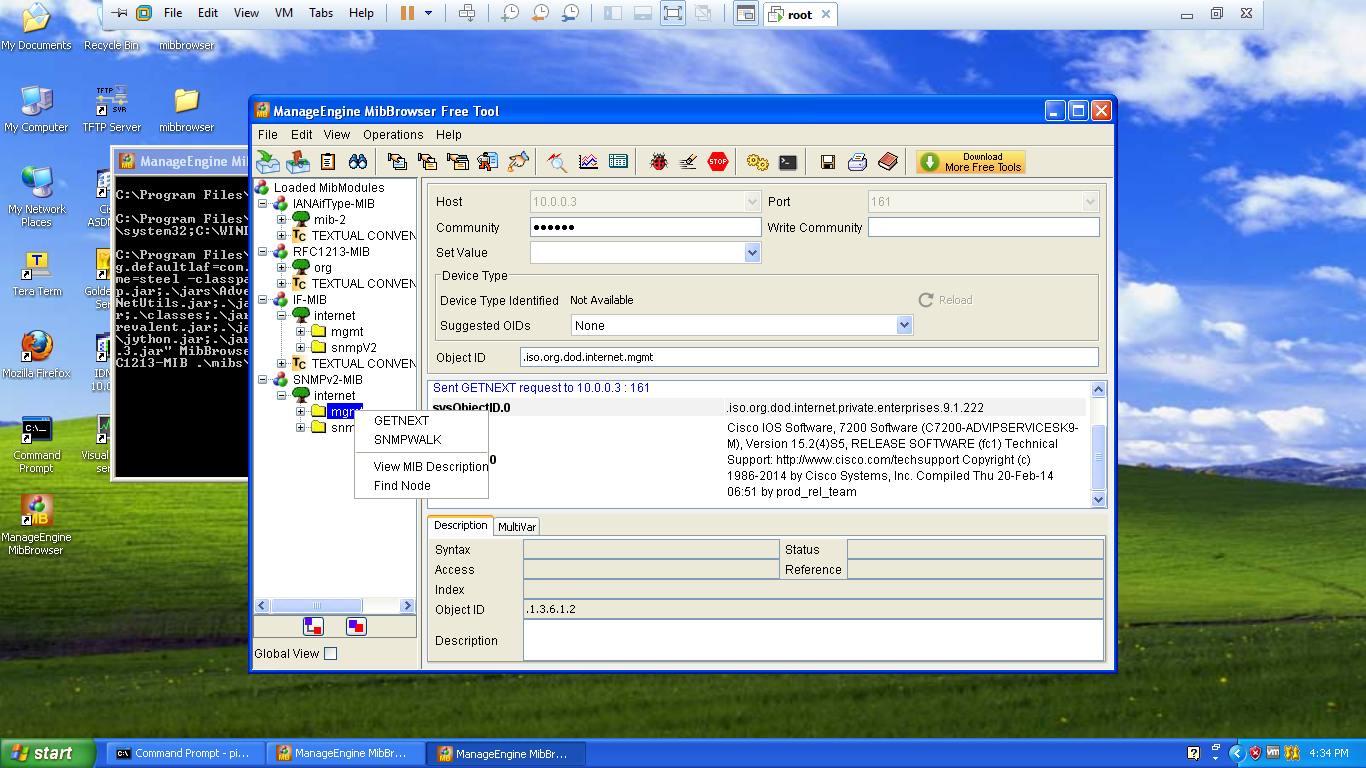 File Edit View VM Tabs Help
root
My Documents
Recycle Bin
mibbrowser
My Computer
TFTP Server
mibbrowser
My Network
Places
Tera Term
Mozilla Firefox
Command
Prompt
ManageEngine
MibBrowser
ManageEngine Mi
C:\Program Files
C:\Program Files
\system32;C:\WIN
C:\Program Files
g.defaultlaf=com.
me=steel -classpa
p.jar;.\jars\Adve
NetUtils.jar;.\ja
r;.\classes;.\ja
revalent.jar;.\ja
\jython.jar;.\ja
.3.jar" MibBrowse
C1213-MIB .\mibs\
ManageEngine MibBrowser Free Tool
File Edit View Operations Help
STOP
Download
More Free Tools
Loaded MibModules
IANAifType-MIB
mib-2
Tc TEXTUAL CONVEN
RFC1213-MIB
org
Tc TEXTUAL CONVEN
IF-MIB
internet
mgmt
snmpV2
Tc TEXTUAL CONVEN
SNMPv2-MIB
internet
mgmt
snm
GETNEXT
SNMPWALK
View MIB Description
Find Node
Global View
Host 10.0.0.3 Port 161
Community ●●●●●● Write Community
Set Value
Device Type
Device Type Identified Not Available Reload
Suggested OIDs None
Object ID .iso.org.dod.internet.mgmt
Sent GETNEXT request to 10.0.0.3 : 161
sysObjectID.0 .iso.org.dod.internet.private.enterprises.9.1.222
Cisco IOS Software, 7200 Software (C7200-ADVIPSERVICESK9-
M), Version 15.2(4)S5, RELEASE SOFTWARE (fc1) Technical
0 Support: http://www.cisco.com/techsupport Copyright (c)
1986-2014 by Cisco Systems, Inc. Compiled Thu 20-Feb-14
06:51 by prod_rel_team
Description MultiVar
Syntax Status
Access Reference
Index
Object ID .1.3.6.1.2
Description
start
Command Prompt - pi...
ManageEngine MibBr...
ManageEngine MibBr...
4:34 PM